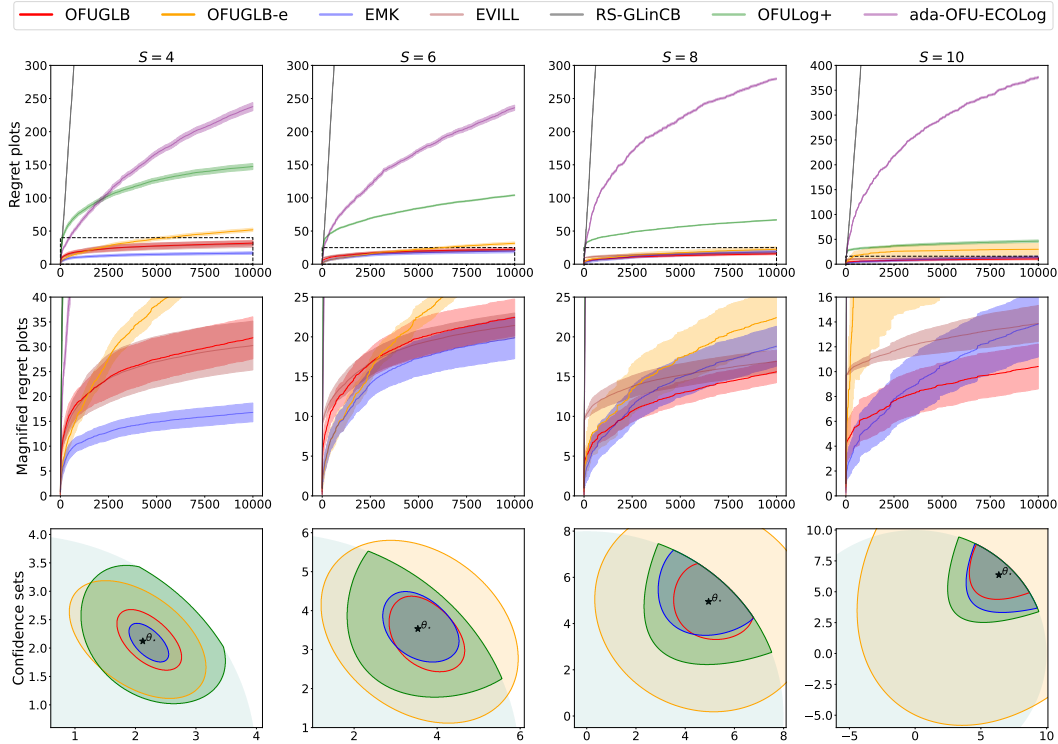 OFUGLB OFUGLB-e EMK EVILL RS-GLinCB OFULog+ ada-OFU-ECOLog
S = 4 S = 6 S = 8 S = 10
Regret plots
300 250 200 150 100 50 0
0 2500 5000 7500 10000
300 250 200 150 100 50 0
0 2500 5000 7500 10000
300 250 200 150 100 50 0
0 2500 5000 7500 10000
400 350 300 250 200 150 100 50 0
0 2500 5000 7500 10000
Magnified regret plots
40 35 30 25 20 15 10 5 0
0 2500 5000 7500 10000
25 20 15 10 5 0
0 2500 5000 7500 10000
25 20 15 10 5 0
0 2500 5000 7500 10000
16 14 12 10 8 6 4 2 0
0 2500 5000 7500 10000
Confidence sets
4.0 3.5 3.0 2.5 2.0 1.5 1.0
θ⋆
1 2 3 4
6 5 4 3 2 1
θ⋆
2 4 6
8 6 4 2 0
θ⋆
0 2 4 6 8
10.0 7.5 5.0 2.5 0.0 −2.5 −5.0
θ⋆
−5 0 5 10